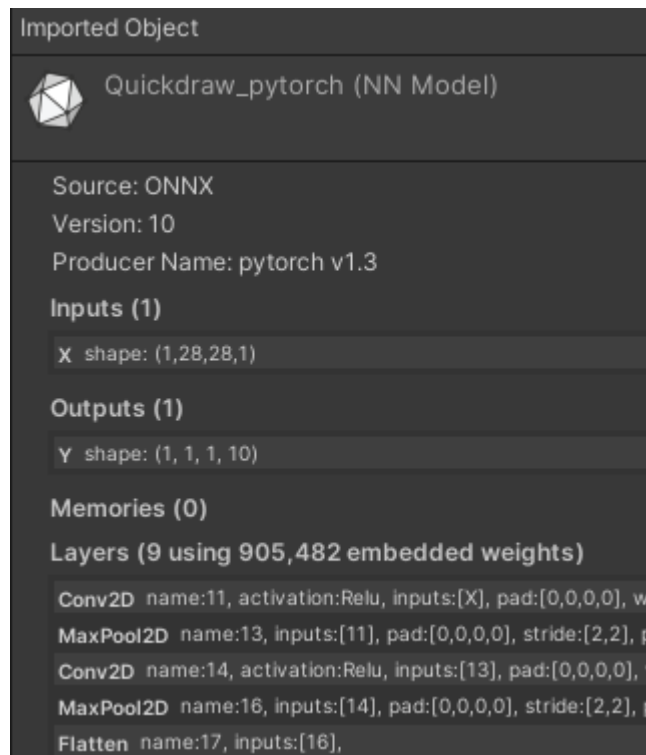 Imported Object
Quickdraw_pytorch (NN Model)
Source: ONNX
Version: 10
Producer Name: pytorch v1.3
Inputs (1)
X shape: (1,28,28,1)
Outputs (1)
Y shape: (1, 1, 1, 10)
Memories (0)
Layers (9 using 905,482 embedded weights)
Conv2D name:11, activation:Relu, inputs:[X], pad:[0,0,0,0], w
MaxPool2D name:13, inputs:[11], pad:[0,0,0,0], stride:[2,2], p
Conv2D name:14, activation:Relu, inputs:[13], pad:[0,0,0,0],
MaxPool2D name:16, inputs:[14], pad:[0,0,0,0], stride:[2,2], p
Flatten name:17, inputs:[16],